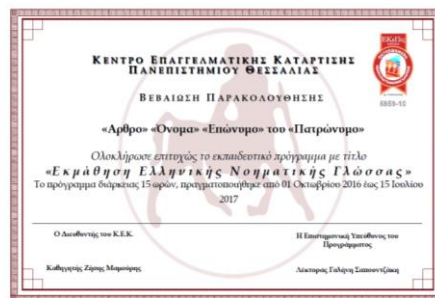 ΚΕΝΤΡΟ ΕΠΑΓΓΕΛΜΑΤΙΚΗΣ ΚΑΤΑΡΤΙΣΗΣ
ΠΑΝΕΠΙΣΤΗΜΙΟΥ ΘΕΣΣΑΛΙΑΣ
ΒΕΒΑΙΩΣΗ ΠΑΡΑΚΟΛΟΥΘΗΣΗΣ
«Αρθρο» «Όνομα» «Επώνυμο» του «Πατρώνυμο»
Ολοκλήρωσε επιτυχώς το εκπαιδευτικό πρόγραμμα με τίτλο
«Εκμάθηση Ελληνικής Νοηματικής Γλώσσας»
Το πρόγραμμα διάρκειας 15 ωρών, πραγματοποιήθηκε από 01 Οκτωβρίου 2016 έως 15 Ιουλίου
2017
Ο Διευθυντής του Κ.Ε.Κ.
Η Επιστημονική Υπεύθυνος του
Προγράμματος
Καθηγητής Ζήσης Μαμούρης
Λέκτορας Γαλήνη Σαπουντζάκη